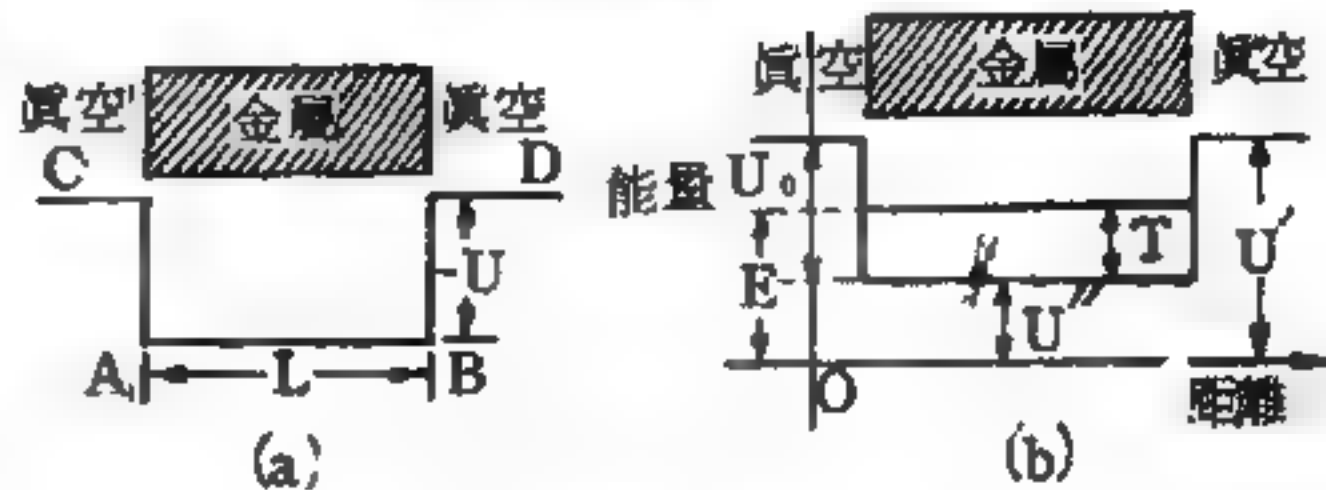 眞空 金屬 眞空
C D
U
A L B
(a)
眞空 金屬 眞空
能量 U₀
E T U′
U″
O 距離
(b)